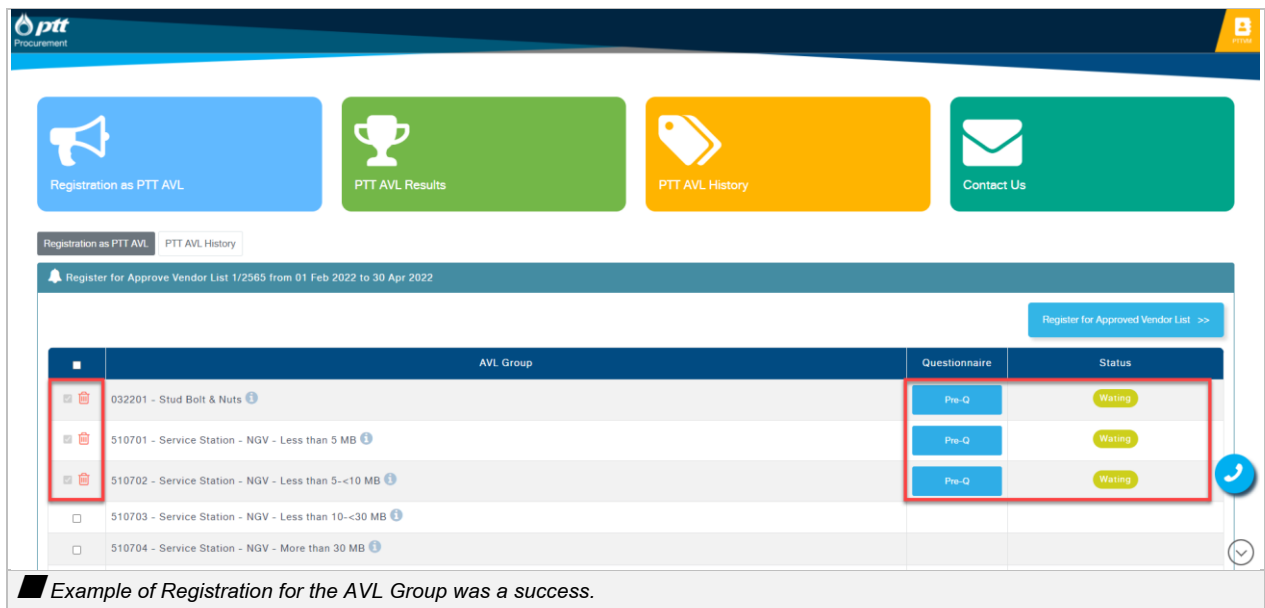 ptt
Procurement
PTTVM
Registration as PTT AVL
PTT AVL Results
PTT AVL History
Contact Us
Registration as PTT AVL PTT AVL History
Register for Approve Vendor List 1/2565 from 01 Feb 2022 to 30 Apr 2022
Register for Approved Vendor List >>
AVL Group Questionnaire Status
032201 - Stud Bolt & Nuts Pre-Q Wating
510701 - Service Station - NGV - Less than 5 MB Pre-Q Wating
510702 - Service Station - NGV - Less than 5-<10 MB Pre-Q Wating
510703 - Service Station - NGV - Less than 10-<30 MB
510704 - Service Station - NGV - More than 30 MB
Example of Registration for the AVL Group was a success.